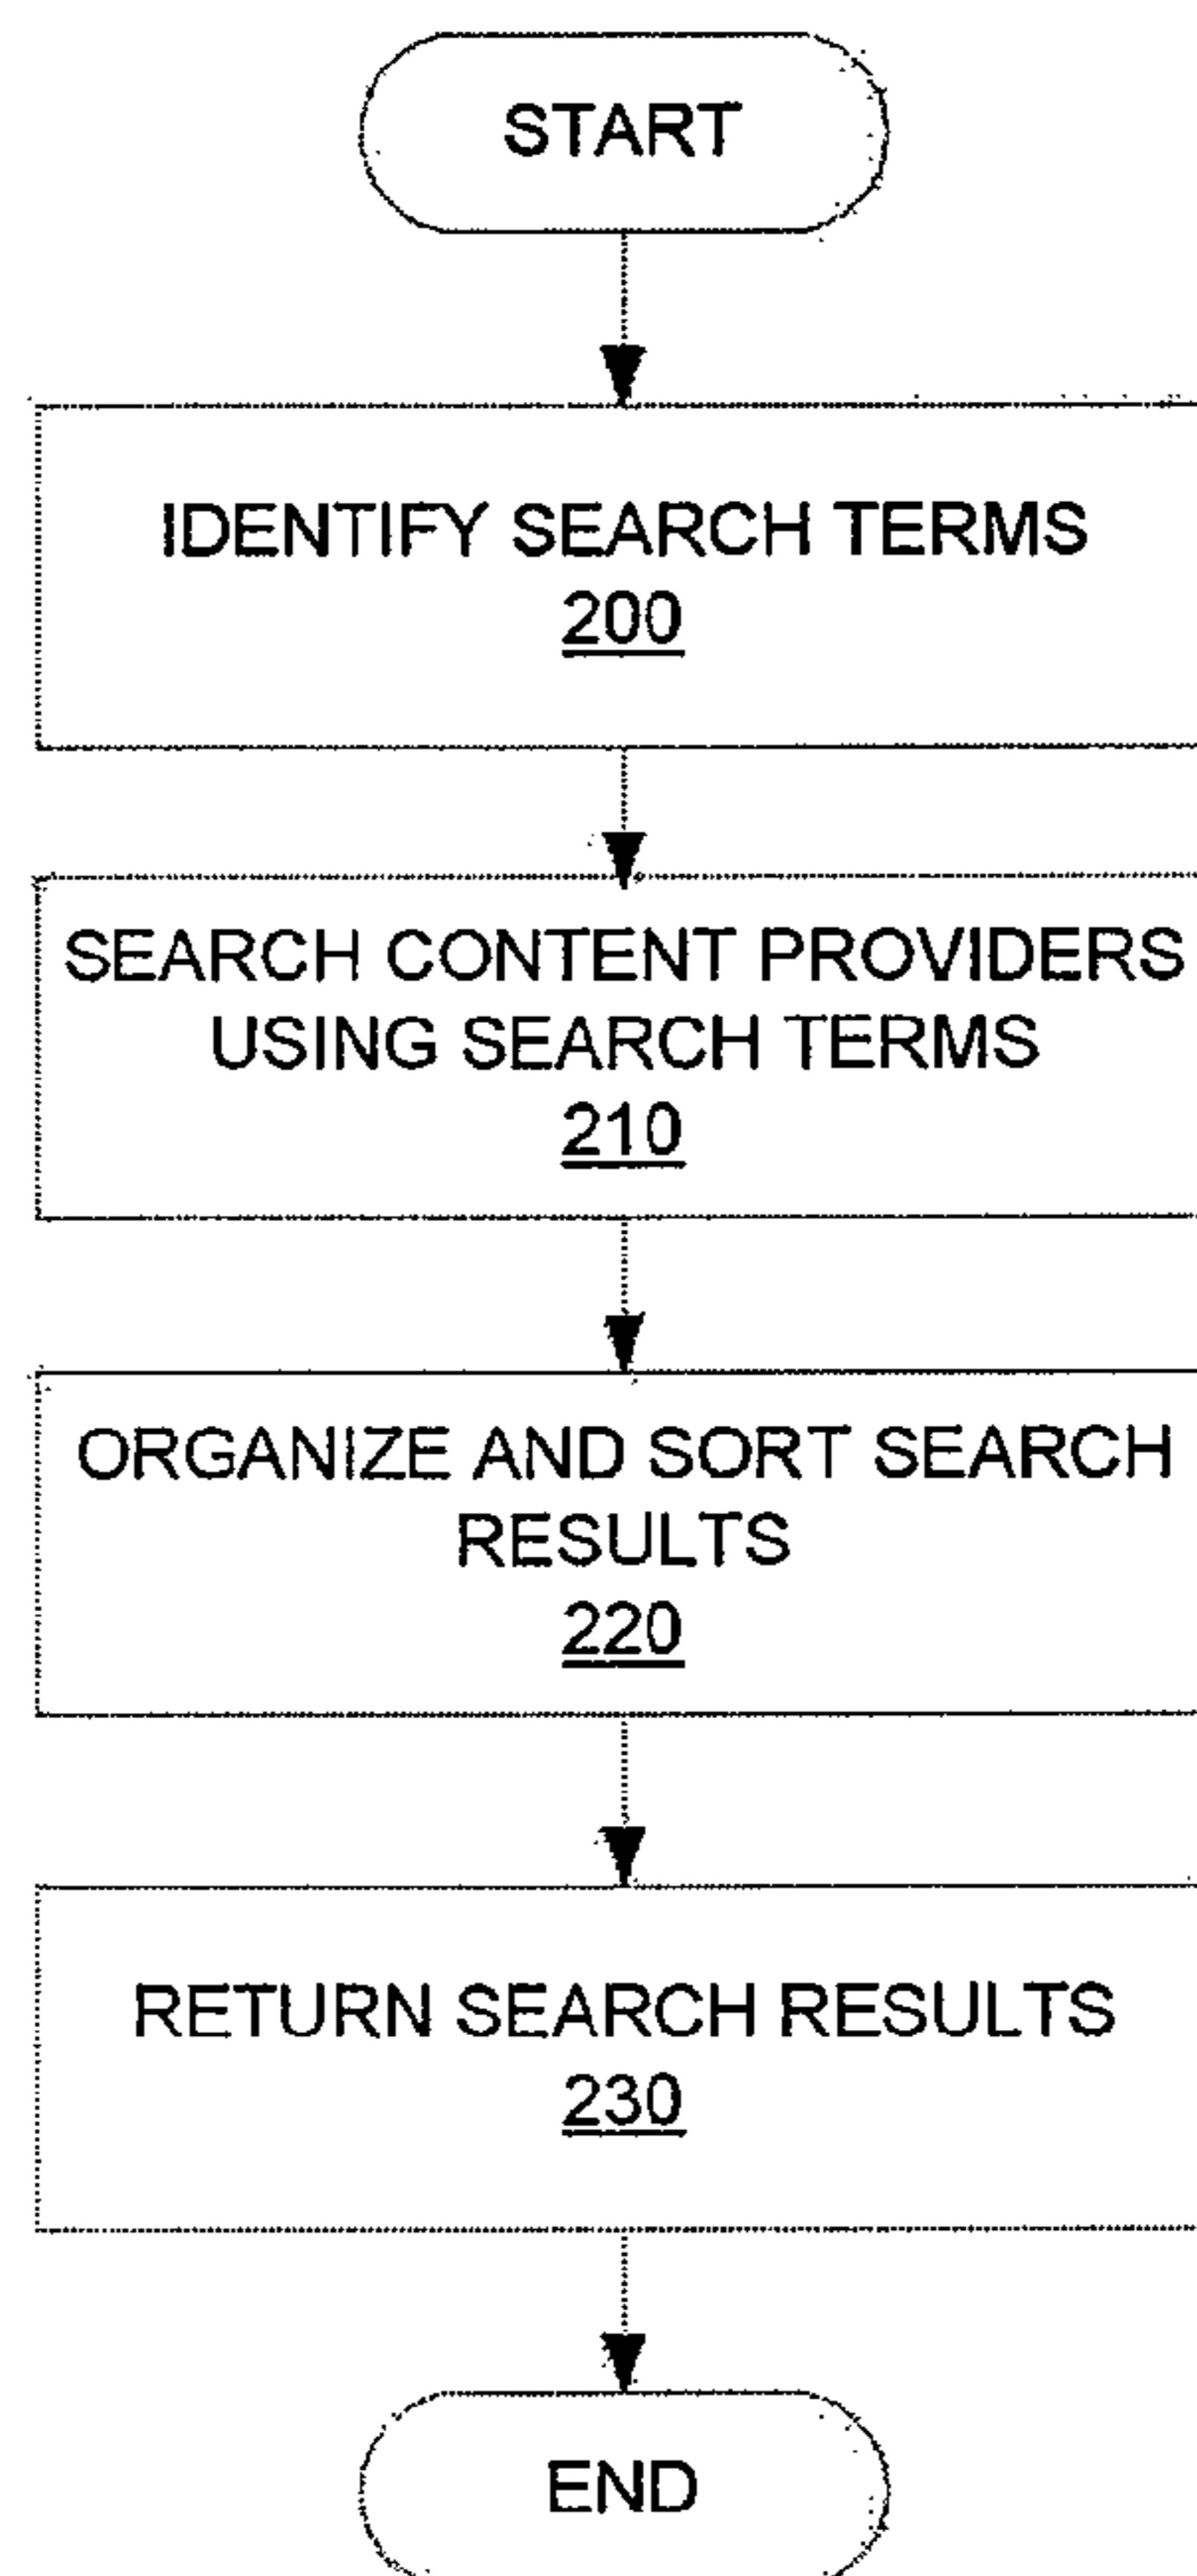 START
IDENTIFY SEARCH TERMS
200
SEARCH CONTENT PROVIDERS
USING SEARCH TERMS
210
ORGANIZE AND SORT SEARCH
RESULTS
220
RETURN SEARCH RESULTS
230
END